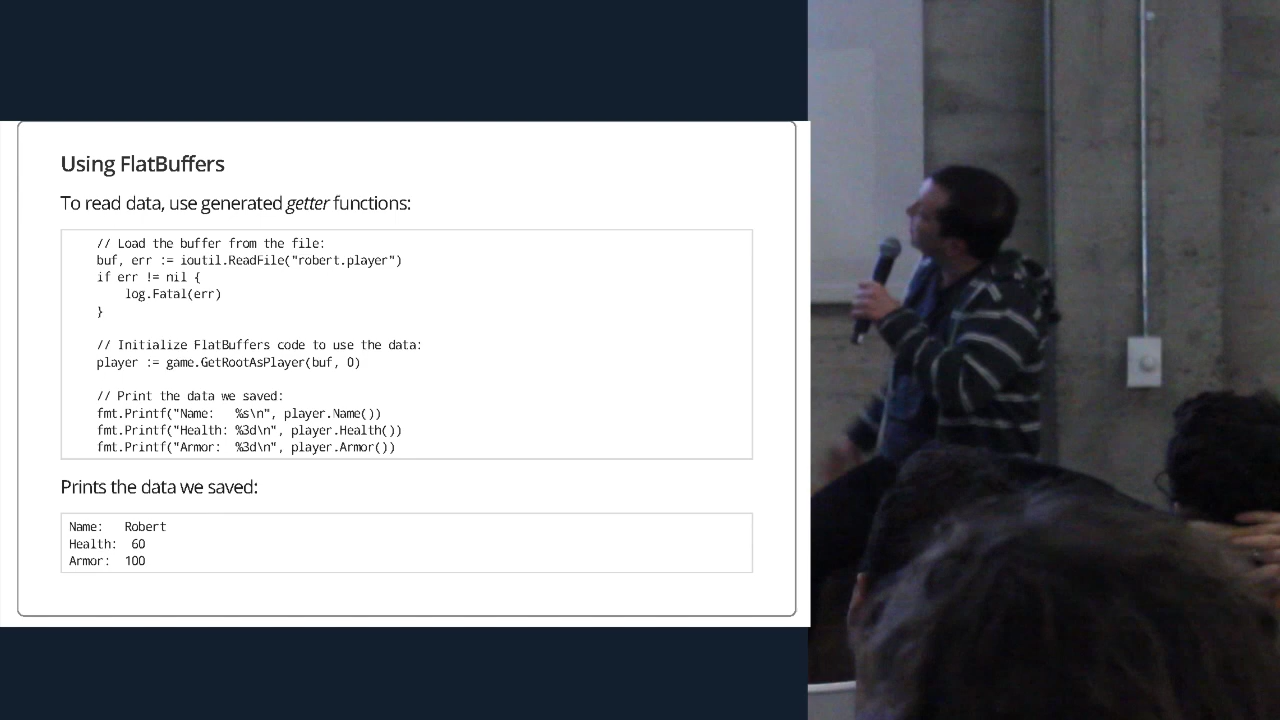 Using FlatBuffers
To read data, use generated getter functions:
// Load the buffer from the file:
buf, err := ioutil.ReadFile("robert.player")
if err != nil {
    log.Fatal(err)
}
// Initialize FlatBuffers code to use the data:
player := game.GetRootAsPlayer(buf, 0)
// Print the data we saved:
fmt.Printf("Name:   %s\n", player.Name())
fmt.Printf("Health: %3d\n", player.Health())
fmt.Printf("Armor:  %3d\n", player.Armor())
Prints the data we saved:
Name:   Robert
Health:  60
Armor:  100